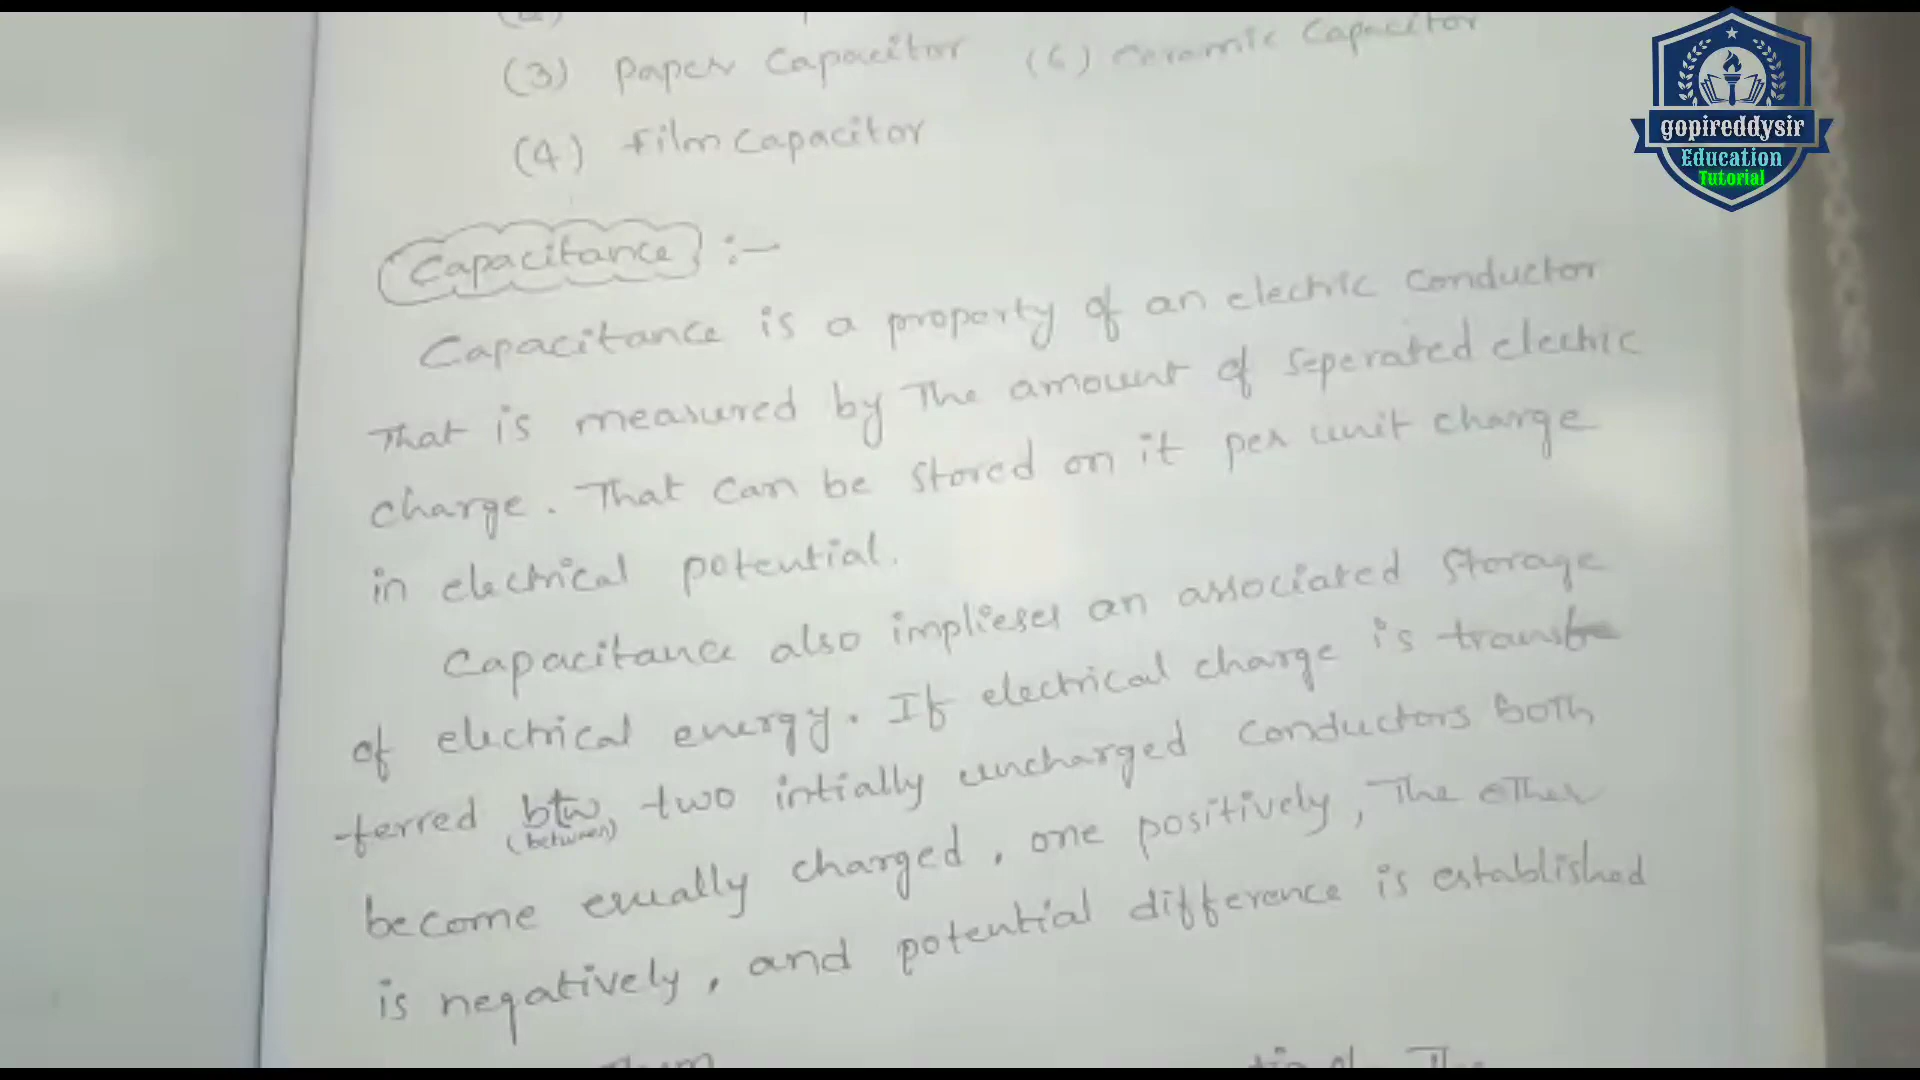 (3) Paper Capacitor (6) Ceramic Capacitor
(4) Film Capacitor
Capacitance :-
Capacitance is a property of an electric conductor
That is measured by The amount of seperated electric
charge. That can be stored on it per unit charge
in electrical potential.
Capacitance also implieses an associated storage
of electrical energy. If electrical charge is trans
-ferred btw two intially uncharged conductors Both
(between)
become equally charged, one positively, The other
is negatively, and potential difference is established
gopireddysir
Education
Tutorial